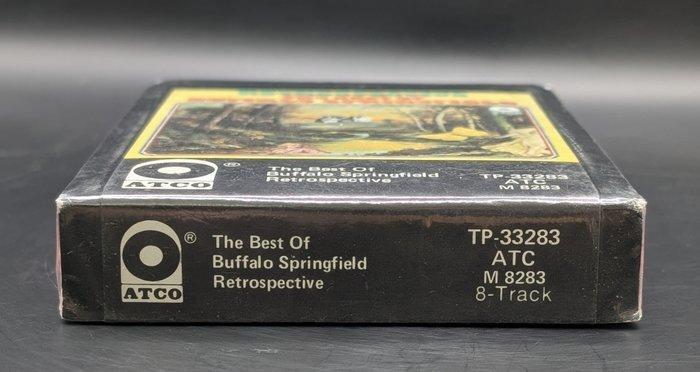 The Best Of
Buffalo Springfield
Retrospective
TP-33283
ATC
M 8283
ATCO
®
The Best Of
Buffalo Springfield
Retrospective
TP-33283
ATC
M 8283
8-Track
ATCO
®